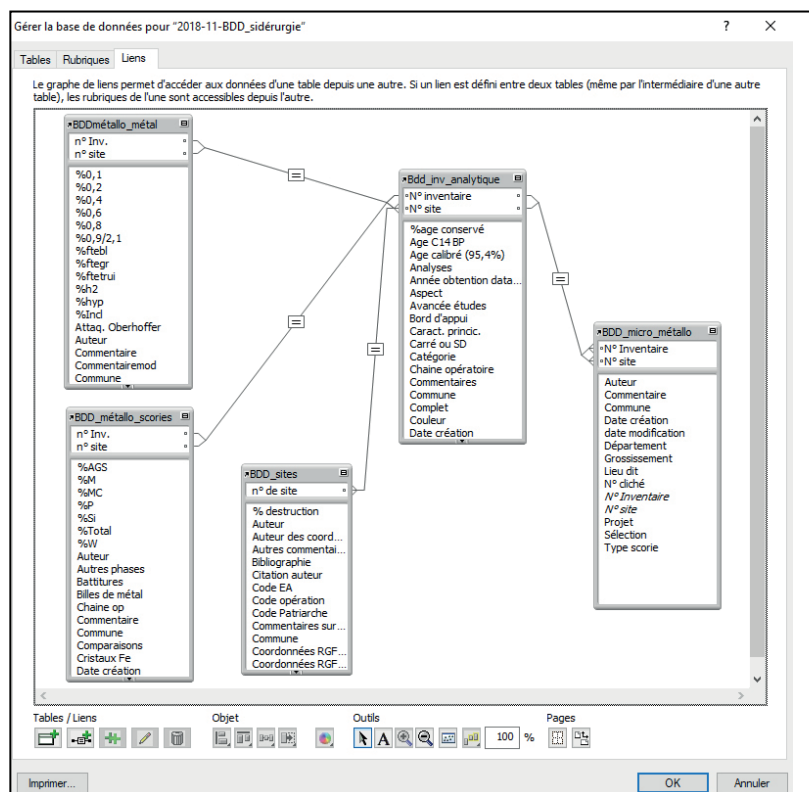 Gérer la base de données pour "2018-11-BDD_sidérurgie"
?
Tables
Rubriques
Liens
Le graphe de liens permet d'accéder aux données d'une table depuis une autre. Si un lien est défini entre deux tables (même par l'intermédiaire d'une autre
table), les rubriques de l'une sont accessibles depuis l'autre.
BDDmétallo_métal
n° Inv.
n° site
%0,1
%0,2
%0,4
%0,6
%0,8
%0,9/2,1
%ftebl
%ftegr
%ftetrui
%h2
%hyp
%Incl
Attaq. Oberhoffer
Auteur
Commentaire
Commentairemod
Commune
Bdd_inv_analytique
N° inventaire
N° site
%age conservé
Age C14 BP
Age calibré (95,4%)
Analyses
Année obtention data...
Aspect
Avancée études
Bord d'appui
Caract. princic.
Carré ou SD
Catégorie
Chaine opératoire
Commentaires
Commune
Complet
Couleur
Date création
BDD_micro_métallo
N° Inventaire
N° site
Auteur
Commentaire
Commune
Date création
date modification
Département
Grossissement
Lieu dit
N° cliché
N° Inventaire
N° site
Projet
Sélection
Type scorie
BDD_métallo_scories
n° Inv.
n° site
%AGS
%M
%MC
%P
%Si
%Total
%W
Auteur
Autres phases
Battitures
Billes de métal
Chaine op
Commentaire
Commune
Comparaisons
Cristaux Fe
Date création
BDD_sites
n° de site
% destruction
Auteur
Auteur des coord...
Autres commentai...
Bibliographie
Citation auteur
Code EA
Code opération
Code Patriarche
Commentaires sur...
Commune
Coordonnées RGF...
Coordonnées RGF...
=
=
=
=
Tables / Liens
Objet
Outils
Pages
A
100 %
Imprimer...
OK
Annuler